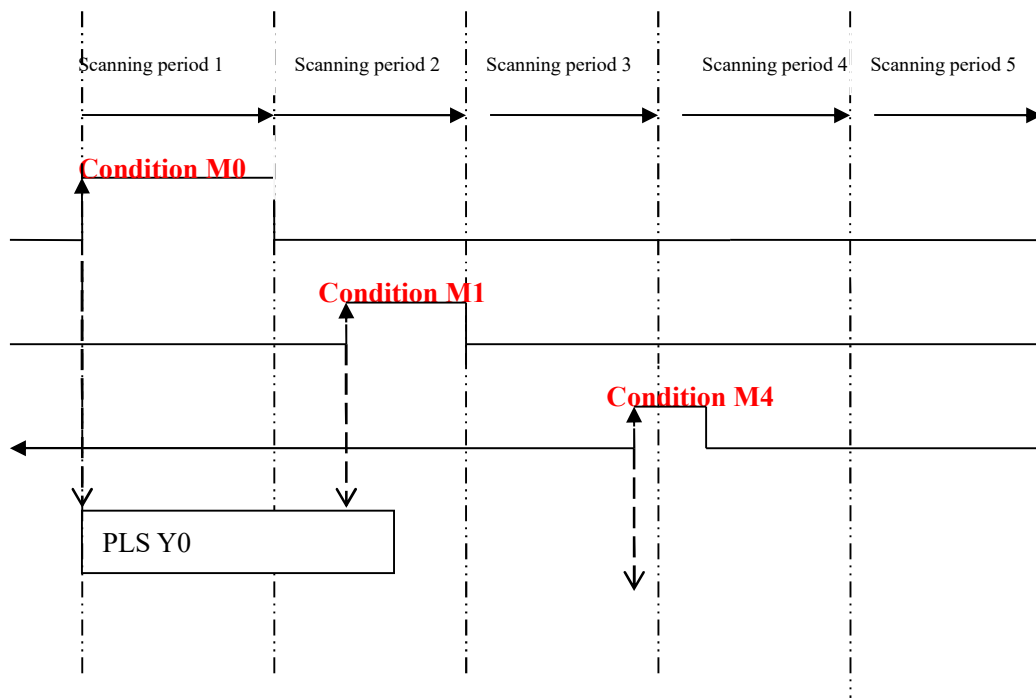 Scanning period 1
Scanning period 2
Scanning period 3
Scanning period 4
Scanning period 5
Condition M0
Condition M1
Condition M4
PLS Y0